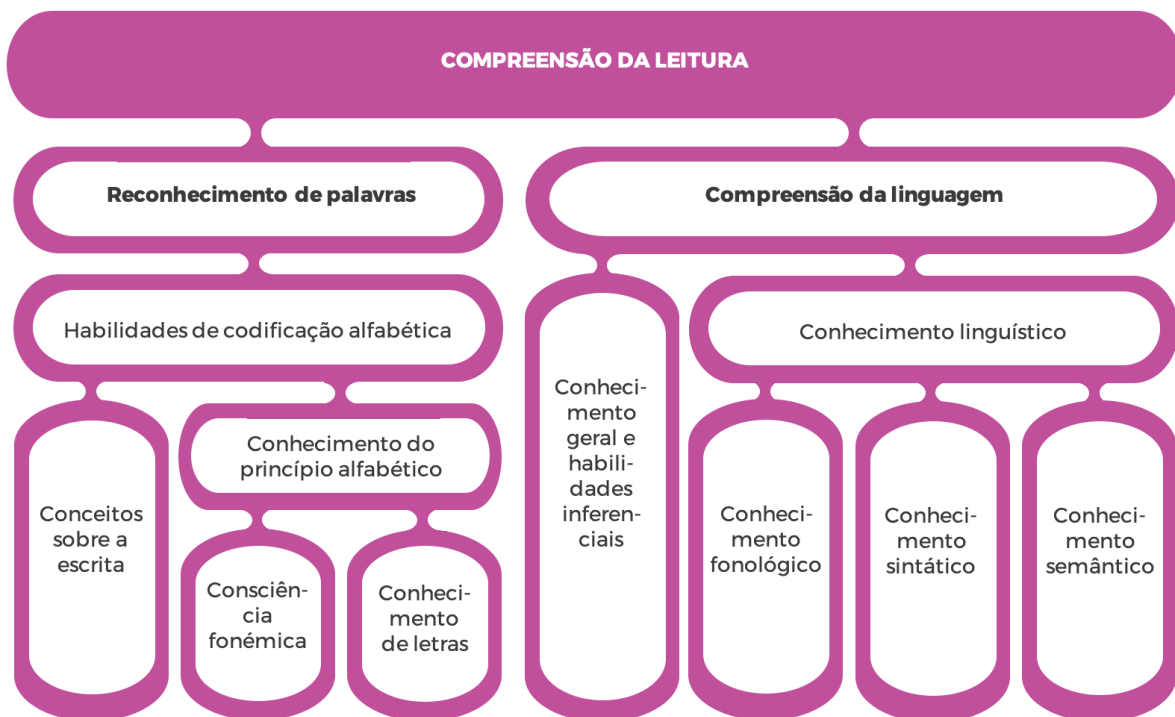 COMPREENSÃO DA LEITURA
Reconhecimento de palavras
Compreensão da linguagem
Habilidades de codificação alfabética
Conhecimento linguístico
Conceitos
sobre a
escrita
Conhecimento do
princípio alfabético
Consciên-
cia
fonémica
Conheci-
mento
de letras
Conheci-
mento
geral e
habili-
dades
inferen-
ciais
Conheci-
mento
fonológico
Conheci-
mento
sintático
Conheci-
mento
semântico